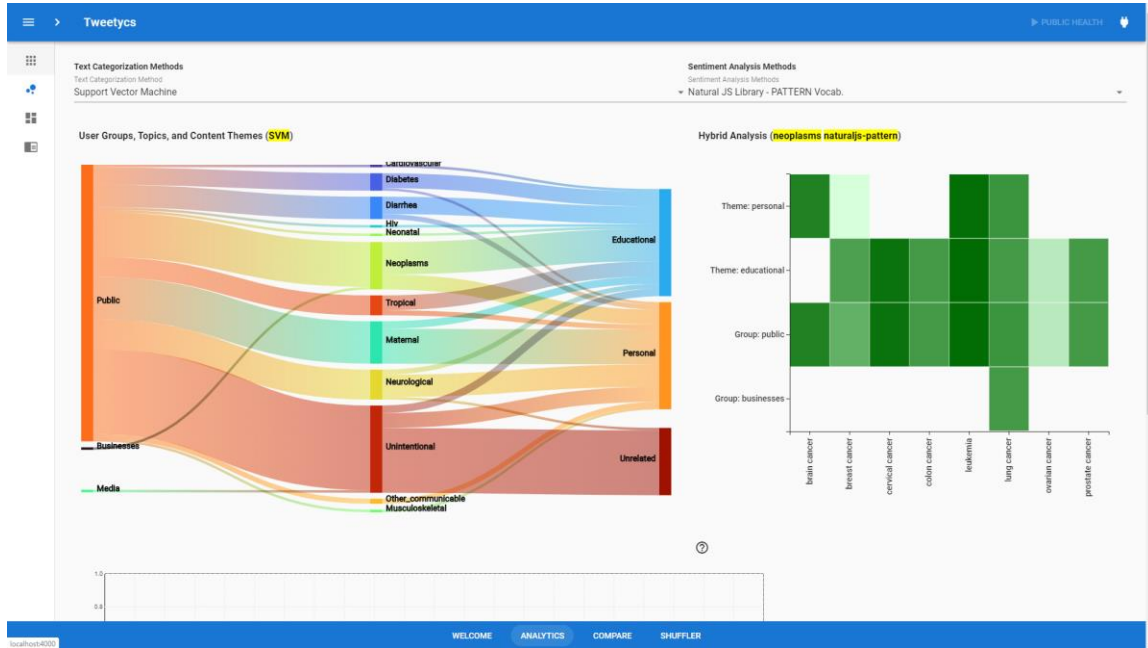 Tweetycs
PUBLIC HEALTH
Text Categorization Methods
Text Categorization Method
Support Vector Machine
Sentiment Analysis Methods
Sentiment Analysis Methods
Natural JS Library - PATTERN Vocab.
User Groups, Topics, and Content Themes (SVM)
Cardiovascular
Diabetes
Diarrhea
Hiv
Neonatal
Neoplasms
Tropical
Maternal
Neurological
Unintentional
Other_communicable
Musculoskeletal
Public
Businesses
Media
Educational
Personal
Unrelated
Hybrid Analysis (neoplasms naturaljs-pattern)
Theme: personal
Theme: educational
Group: public
Group: businesses
brain cancer
breast cancer
cervical cancer
colon cancer
leukemia
lung cancer
ovarian cancer
prostate cancer
?
1.0
0.8
WELCOME
ANALYTICS
COMPARE
SHUFFLER
localhost:4000